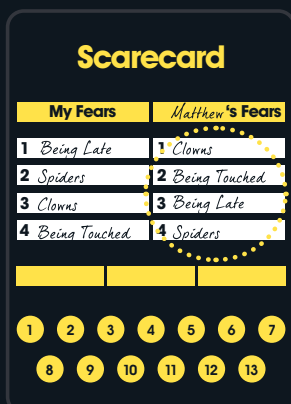 Scarecard
My Fears Matthew's Fears
1 Being Late 1 Clowns
2 Spiders 2 Being Touched
3 Clowns 3 Being Late
4 Being Touched 4 Spiders
1 2 3 4 5 6 7
8 9 10 11 12 13